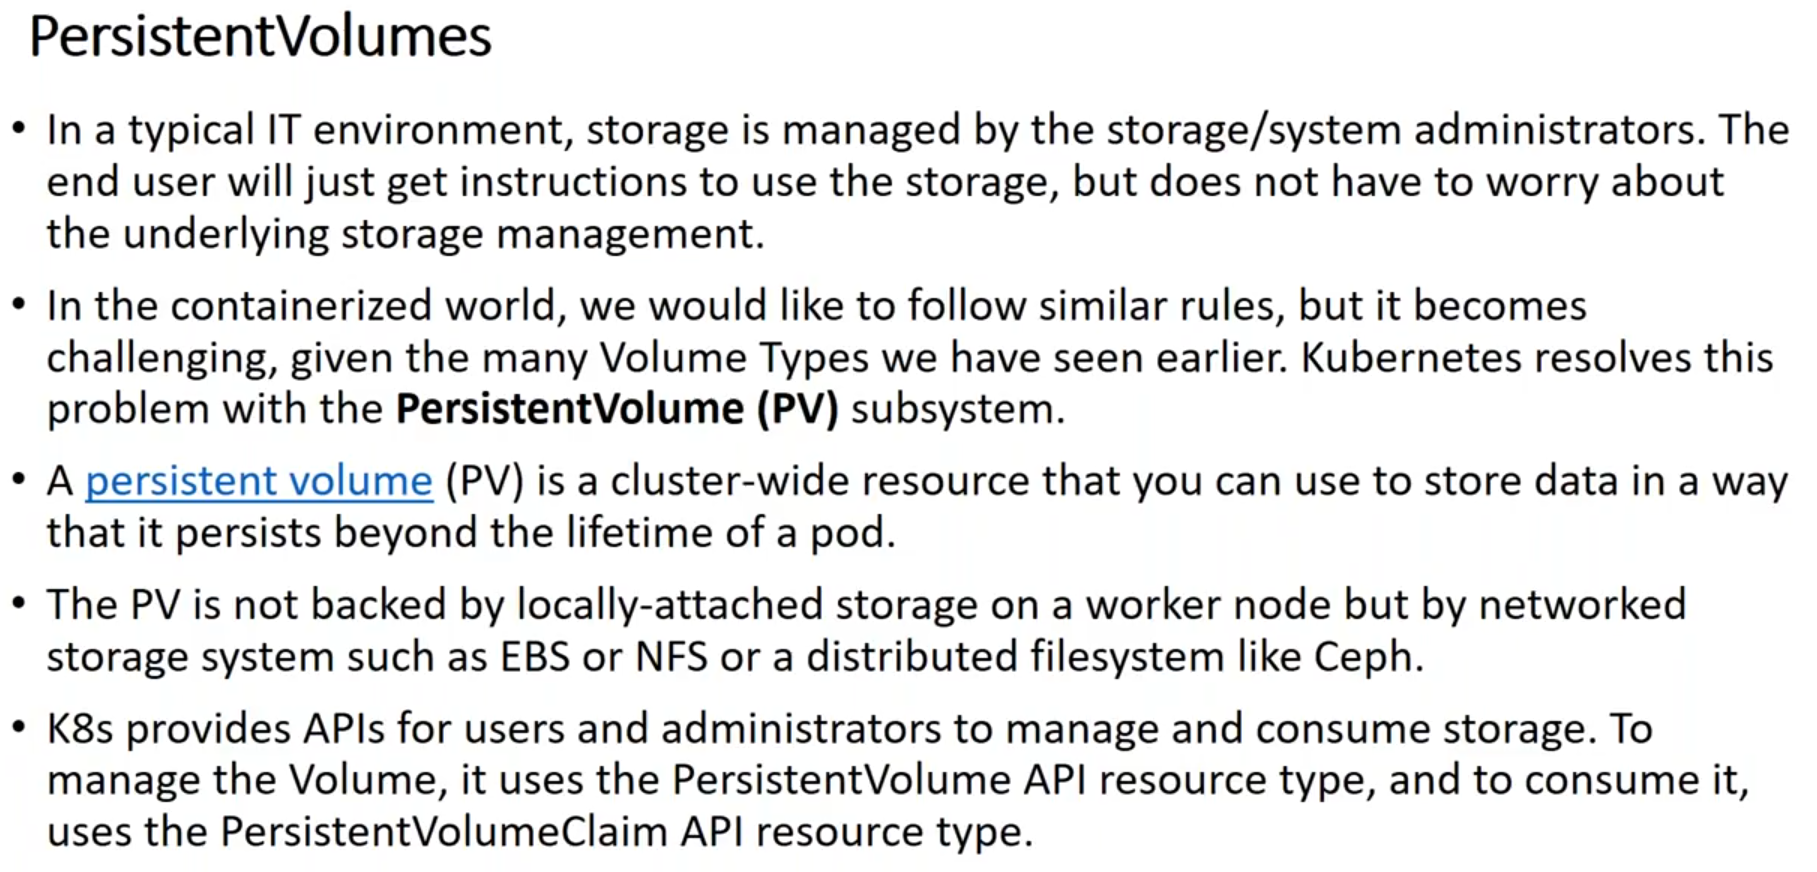 PersistentVolumes
• In a typical IT environment, storage is managed by the storage/system administrators. The
end user will just get instructions to use the storage, but does not have to worry about
the underlying storage management.
• In the containerized world, we would like to follow similar rules, but it becomes
challenging, given the many Volume Types we have seen earlier. Kubernetes resolves this
problem with the PersistentVolume (PV) subsystem.
• A persistent volume (PV) is a cluster-wide resource that you can use to store data in a way
that it persists beyond the lifetime of a pod.
• The PV is not backed by locally-attached storage on a worker node but by networked
storage system such as EBS or NFS or a distributed filesystem like Ceph.
• K8s provides APIs for users and administrators to manage and consume storage. To
manage the Volume, it uses the PersistentVolume API resource type, and to consume it,
uses the PersistentVolumeClaim API resource type.